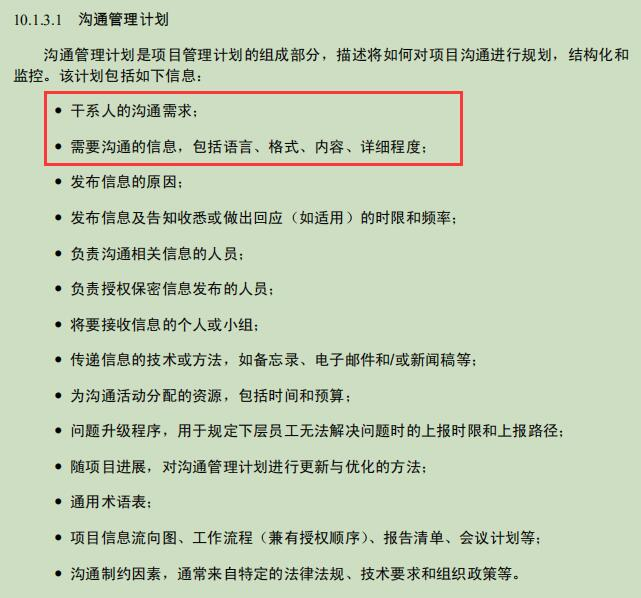 10.1.3.1 沟通管理计划
沟通管理计划是项目管理计划的组成部分，描述将如何对项目沟通进行规划，结构化和
监控。该计划包括如下信息：
● 干系人的沟通需求；
● 需要沟通的信息，包括语言、格式、内容、详细程度；
● 发布信息的原因；
● 发布信息及告知收悉或做出回应（如适用）的时限和频率；
● 负责沟通相关信息的人员；
● 负责授权保密信息发布的人员；
● 将要接收信息的个人或小组；
● 传递信息的技术或方法，如备忘录、电子邮件和/或新闻稿等；
● 为沟通活动分配的资源，包括时间和预算；
● 问题升级程序，用于规定下层员工无法解决问题时的上报时限和上报路径；
● 随项目进展，对沟通管理计划进行更新与优化的方法；
● 通用术语表；
● 项目信息流向图、工作流程（兼有授权顺序）、报告清单、会议计划等；
● 沟通制约因素，通常来自特定的法律法规、技术要求和组织政策等。